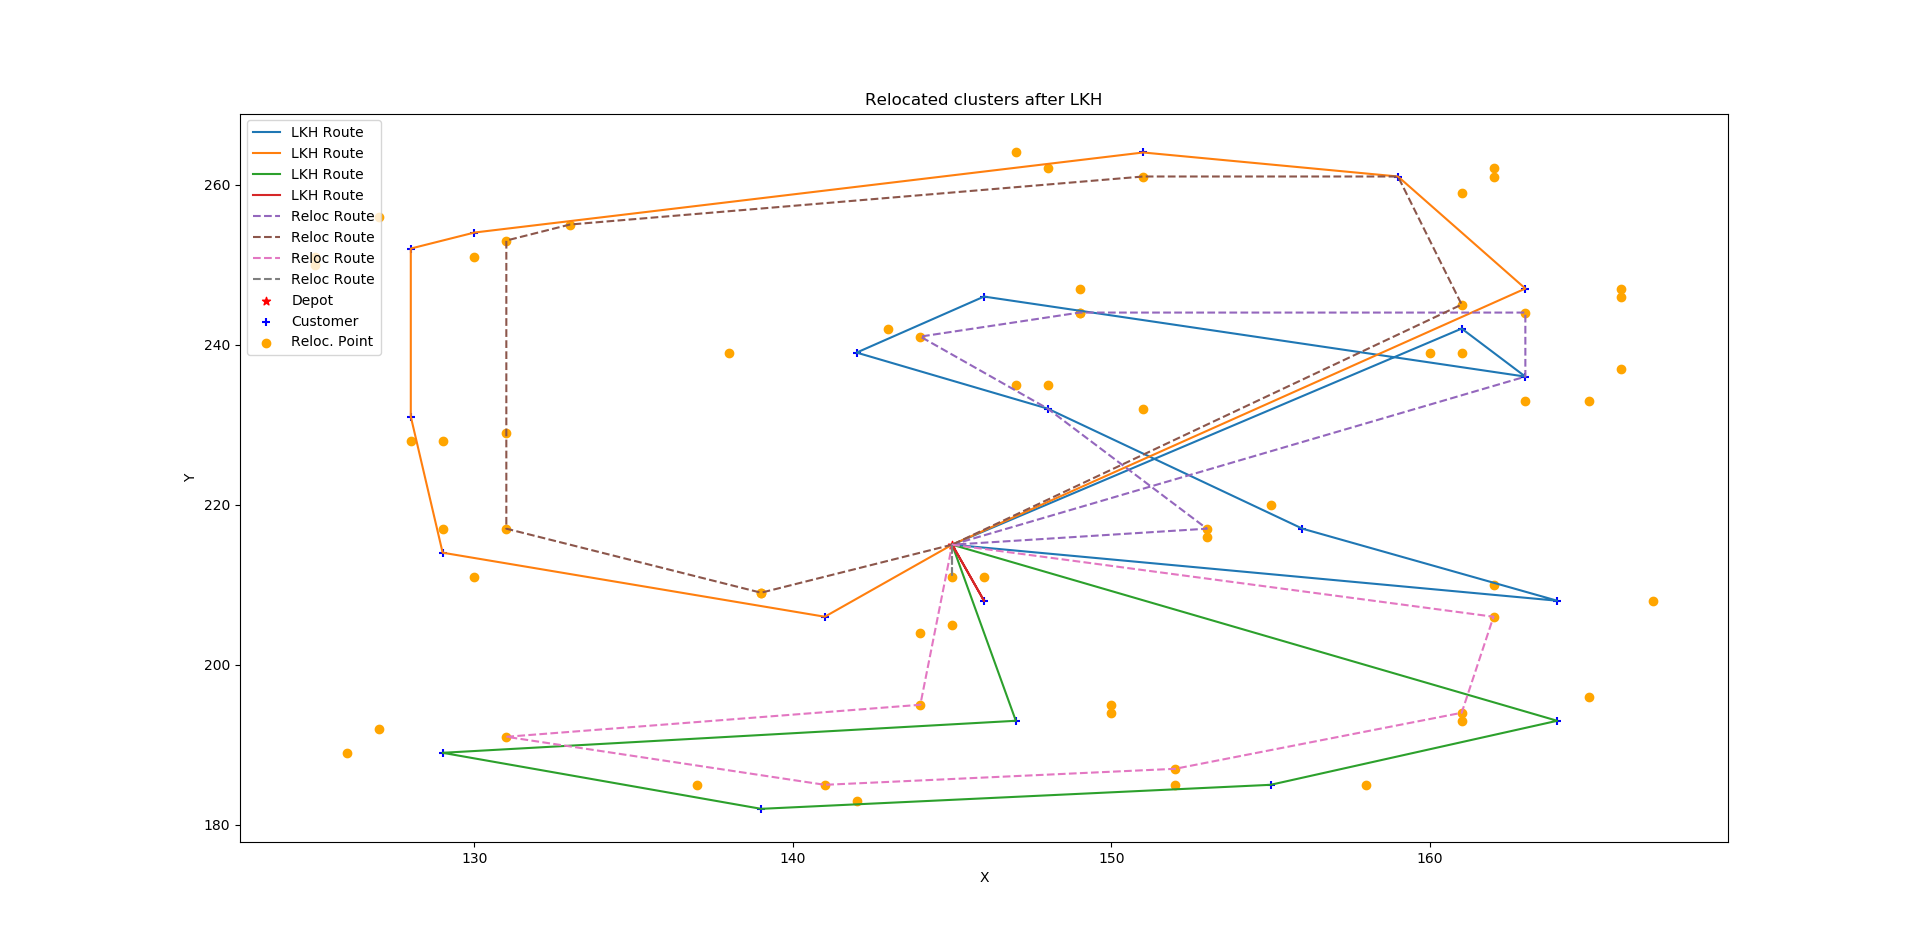 Relocated clusters after LKH
LKH Route
LKH Route
LKH Route
LKH Route
Reloc Route
Reloc Route
Reloc Route
Reloc Route
Depot
Customer
Reloc. Point
260
240
220
200
180
Y
130 140 150 160
X